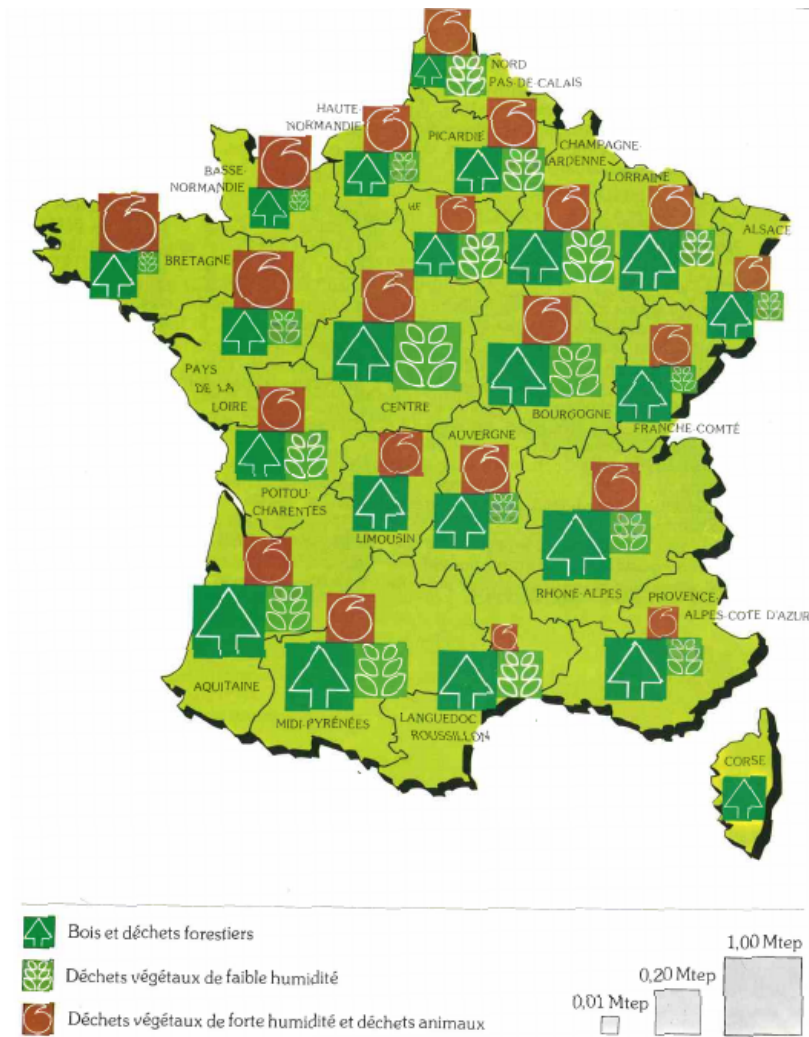 NORD
PAS-DE-CALAIS
HAUTE-
NORMANDIE
PICARDIE
CHAMPAGNE-
ARDENNE
LORRAINE
BASSE-
NORMANDIE
ALSACE
BRETAGNE
PAYS
DE LA
LOIRE
CENTRE
BOURGOGNE
FRANCHE-COMTÉ
AUVERGNE
POITOU
CHARENTES
LIMOUSIN
RHÔNE-ALPES
PROVENCE-
ALPES-COTE D'AZUR
AQUITAINE
MIDI-PYRÉNÉES
LANGUEDOC
ROUSSILLON
CORSE
Bois et déchets forestiers
Déchets végétaux de faible humidité
Déchets végétaux de forte humidité et déchets animaux
0,01 Mtep
0,20 Mtep
1,00 Mtep